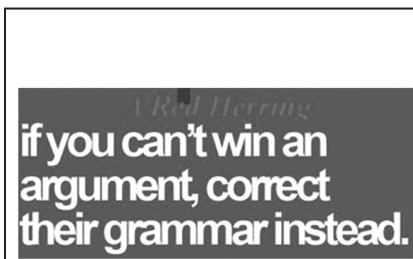 A Red Herring
if you can't win an
argument, correct
their grammar instead.